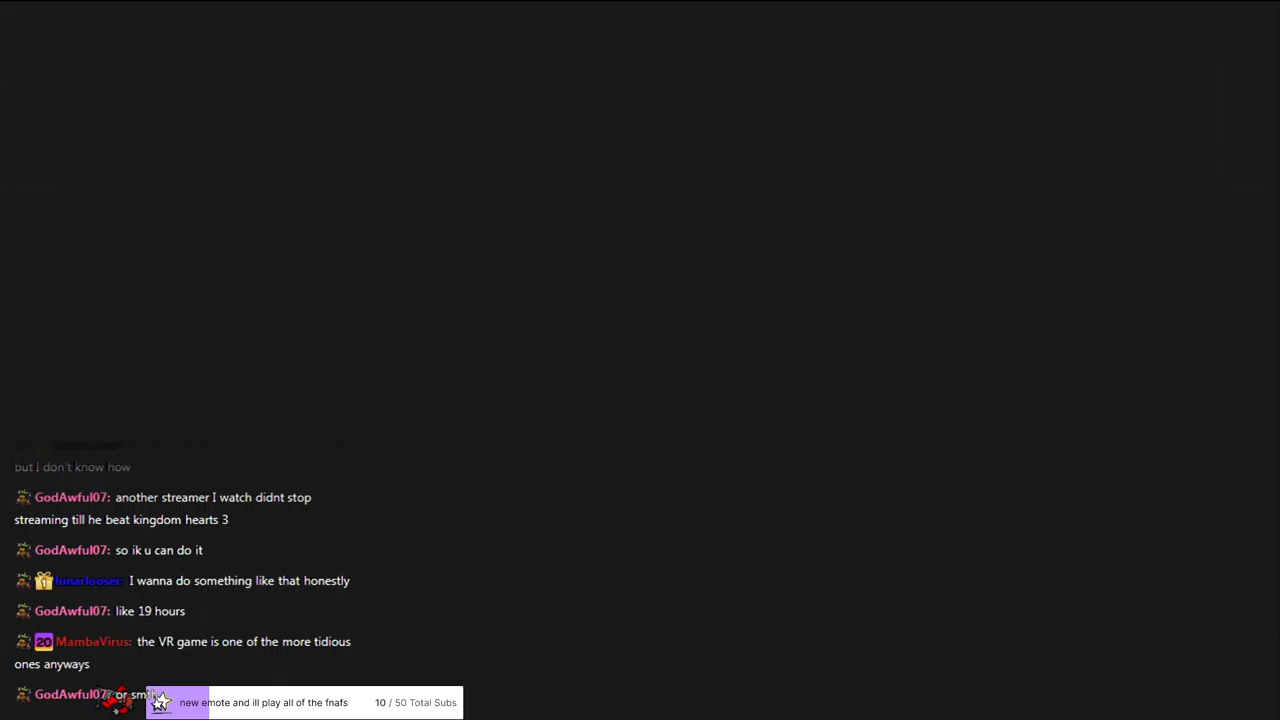 but I don't know how
GodAwful07: another streamer I watch didnt stop
streaming till he beat kingdom hearts 3
GodAwful07: so ik u can do it
lunarlooser: I wanna do something like that honestly
GodAwful07: like 19 hours
20 MambaVirus: the VR game is one of the more tidious
ones anyways
GodAwful07: or smth
new emote and ill play all of the fnafs 10 / 50 Total Subs